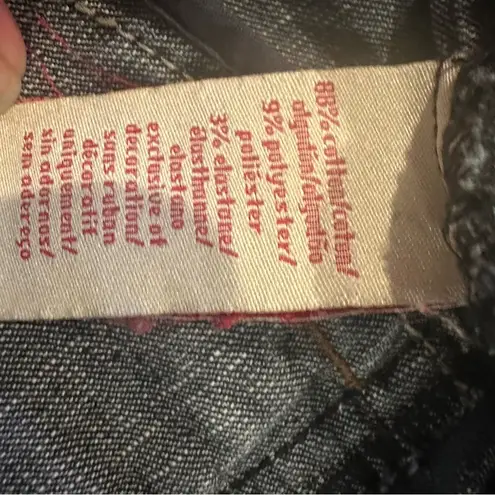 88% cotton/coton/
algodón/algodão
9% polyester/
poliéster
3% elastane/
élasthanne/
elastano
exclusive of
decoration/
sans ruban
décoratif
uniquement/
sin adornos/
sem adereço